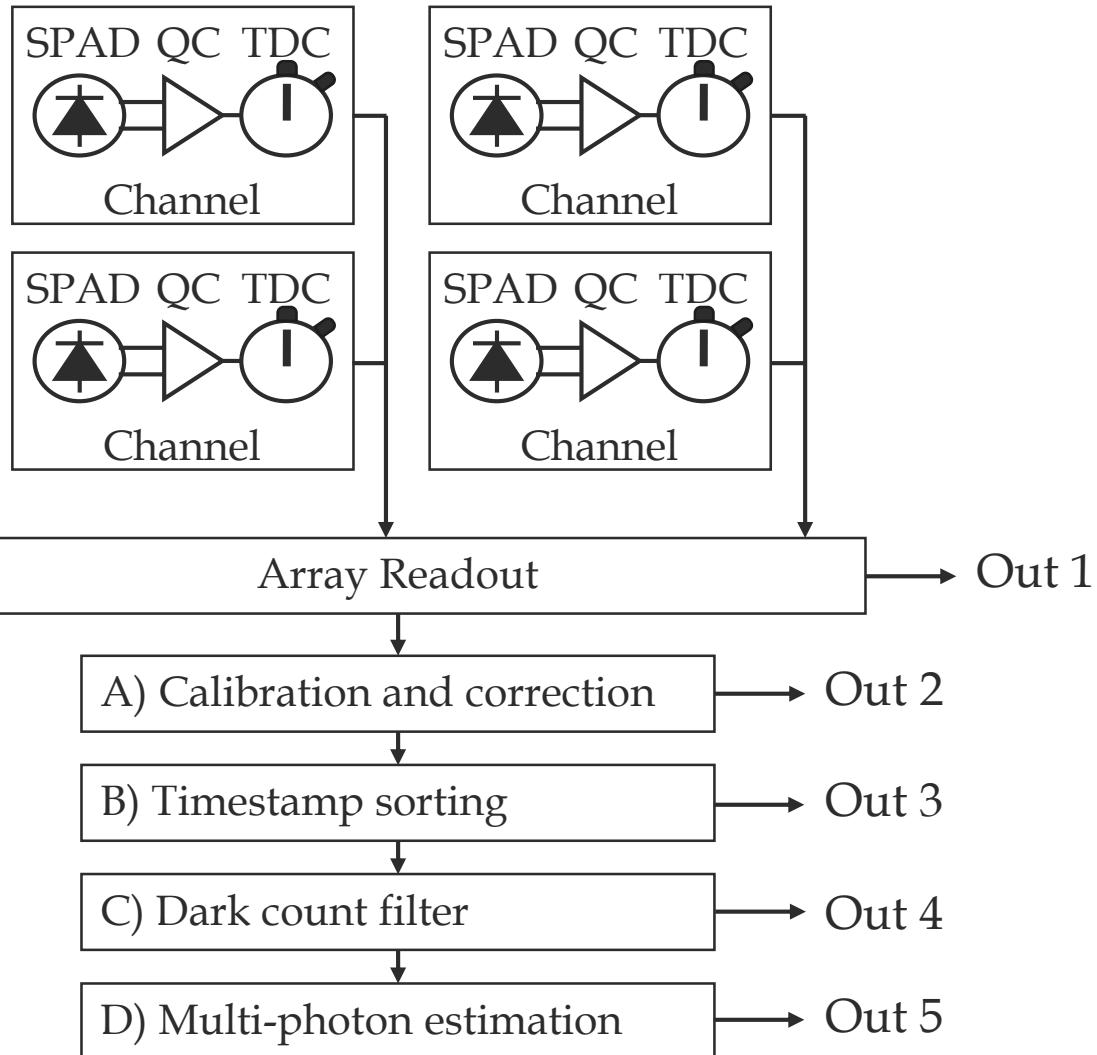 SPAD QC TDC
Channel
SPAD QC TDC
Channel
SPAD QC TDC
Channel
SPAD QC TDC
Channel
Array Readout
Out 1
A) Calibration and correction
Out 2
B) Timestamp sorting
Out 3
C) Dark count filter
Out 4
D) Multi-photon estimation
Out 5